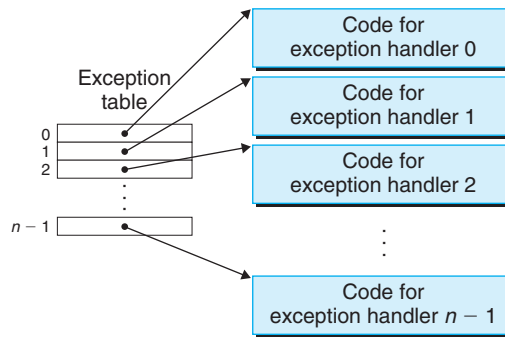 Code for
exception handler 0
Exception
table
Code for
exception handler 1
0
1
2
Code for
exception handler 2
n − 1
Code for
exception handler n − 1